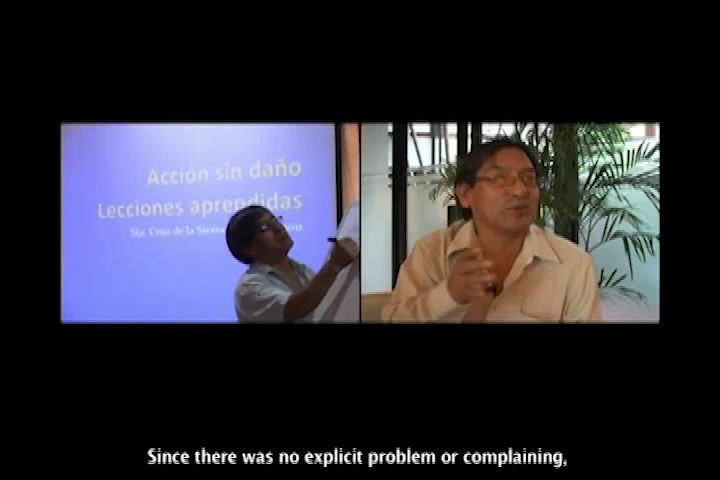 Acción sin daño
Lecciones aprendidas
Sta. Cruz de la Sierra
Since there was no explicit problem or complaining,